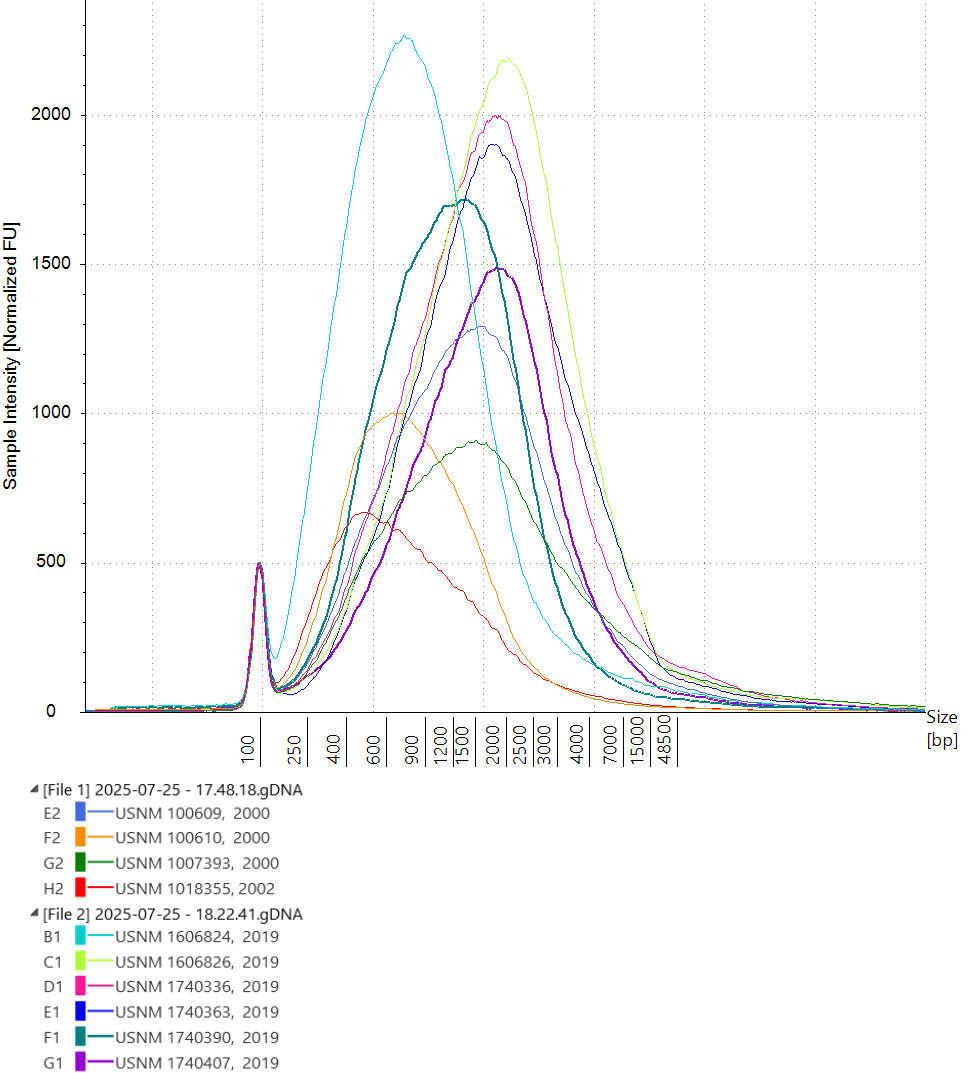 2000
1500
1000
500
0
Sample Intensity [Normalized FU]
100
250
400
600
900
1200
1500
2000
2500
3000
4000
7000
15000
48500
Size
[bp]
[File 1] 2025-07-25 - 17.48.18.gDNA
E2 USNM 100609, 2000
F2 USNM 100610, 2000
G2 USNM 1007393, 2000
H2 USNM 1018355, 2002
[File 2] 2025-07-25 - 18.22.41.gDNA
B1 USNM 1606824, 2019
C1 USNM 1606826, 2019
D1 USNM 1740336, 2019
E1 USNM 1740363, 2019
F1 USNM 1740390, 2019
G1 USNM 1740407, 2019